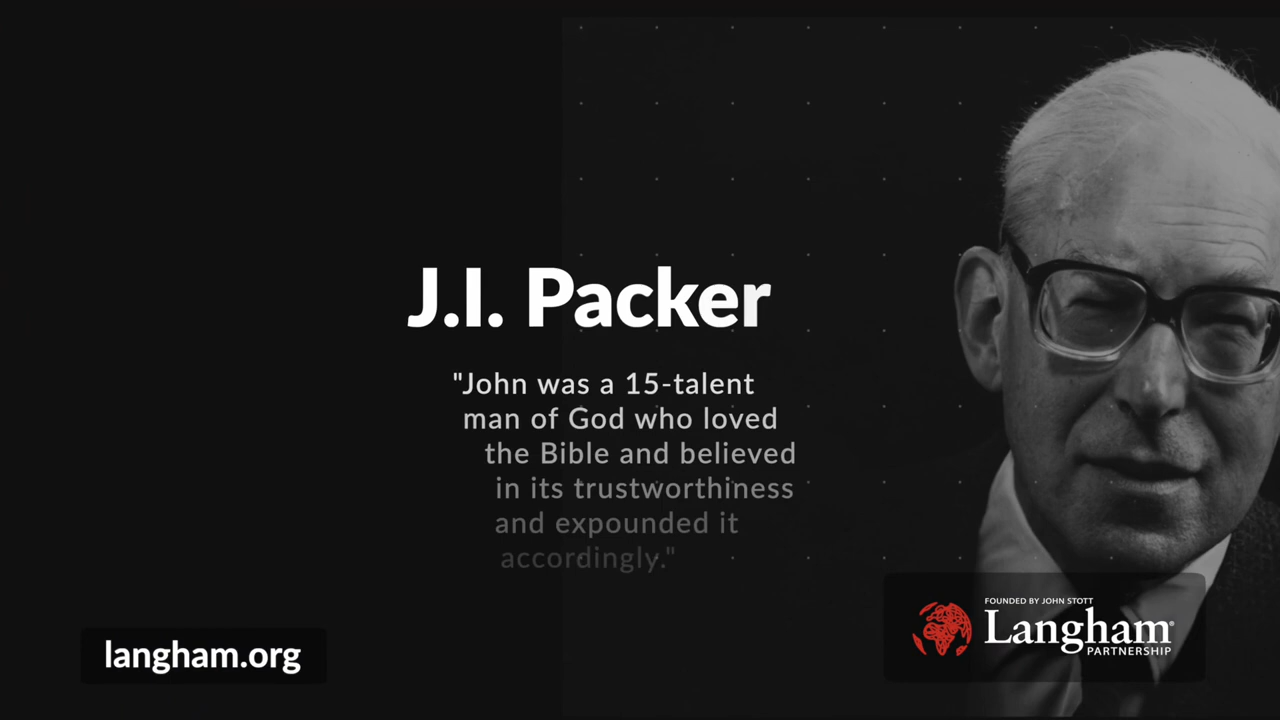 J.I. Packer
"John was a 15-talent
man of God who loved
the Bible and believed
in its trustworthiness
and expounded it
accordingly."
langham.org
FOUNDED BY JOHN STOTT
Langham®
PARTNERSHIP